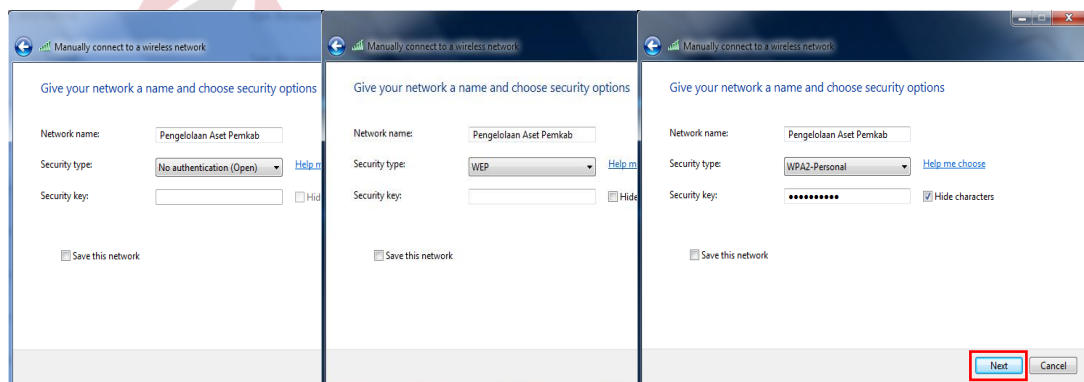 Manually connect to a wireless network
Give your network a name and choose security options
Network name: Pengelolaan Aset Pemkab
Security type: No authentication (Open) Help m
Security key: Hid
Save this network
Manually connect to a wireless network
Give your network a name and choose security options
Network name: Pengelolaan Aset Pemkab
Security type: WEP Help m
Security key: Hide
Save this network
Manually connect to a wireless network
Give your network a name and choose security options
Network name: Pengelolaan Aset Pemkab
Security type: WPA2-Personal Help me choose
Security key: •••••••••• Hide characters
Save this network
Next Cancel